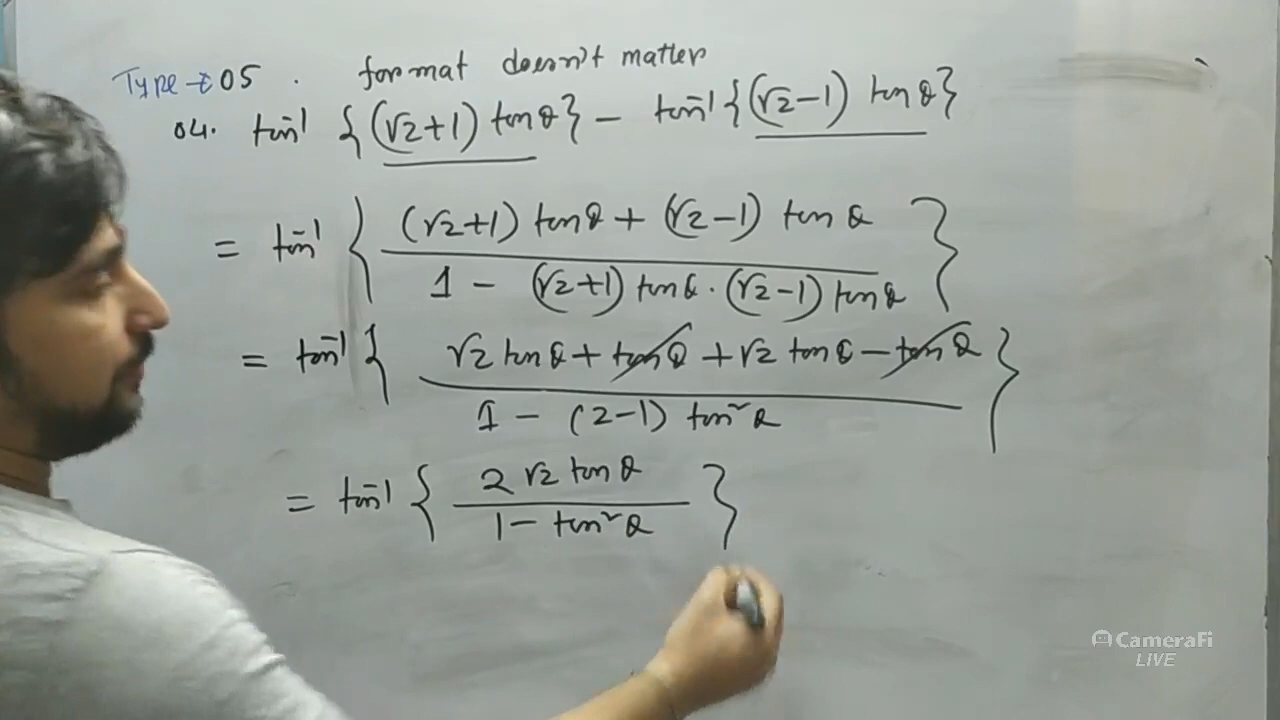 Type-05 . format doesn't matter
04. tan⁻¹ {(√2+1) tanθ} - tan⁻¹ {(√2-1) tanθ}
= tan⁻¹ { (√2+1) tanθ + (√2-1) tanθ
1 - (√2+1) tanθ . (√2-1) tanθ }
= tan⁻¹ { √2 tanθ + tanθ + √2 tanθ - tanθ
1 - (2-1) tan²θ }
= tan⁻¹ { 2√2 tanθ
1 - tan²θ }
CameraFi
LIVE